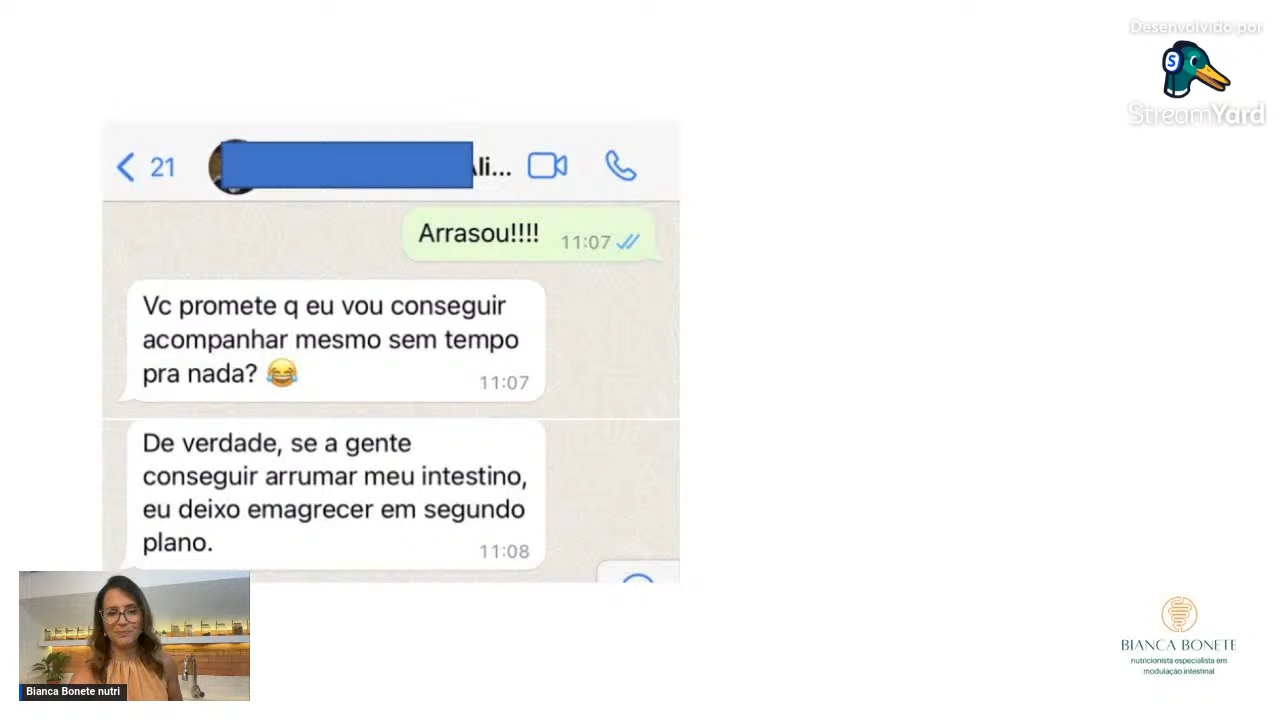 Desenvolvido por
S
StreamYard
21
li...
Arrasou!!!!
11:07
Vc promete q eu vou conseguir
acompanhar mesmo sem tempo
pra nada? 😂
11:07
De verdade, se a gente
conseguir arrumar meu intestino,
eu deixo emagrecer em segundo
plano.
11:08
Bianca Bonete nutri
BIANCA BONETE
nutricionista especialista em
modulação intestinal